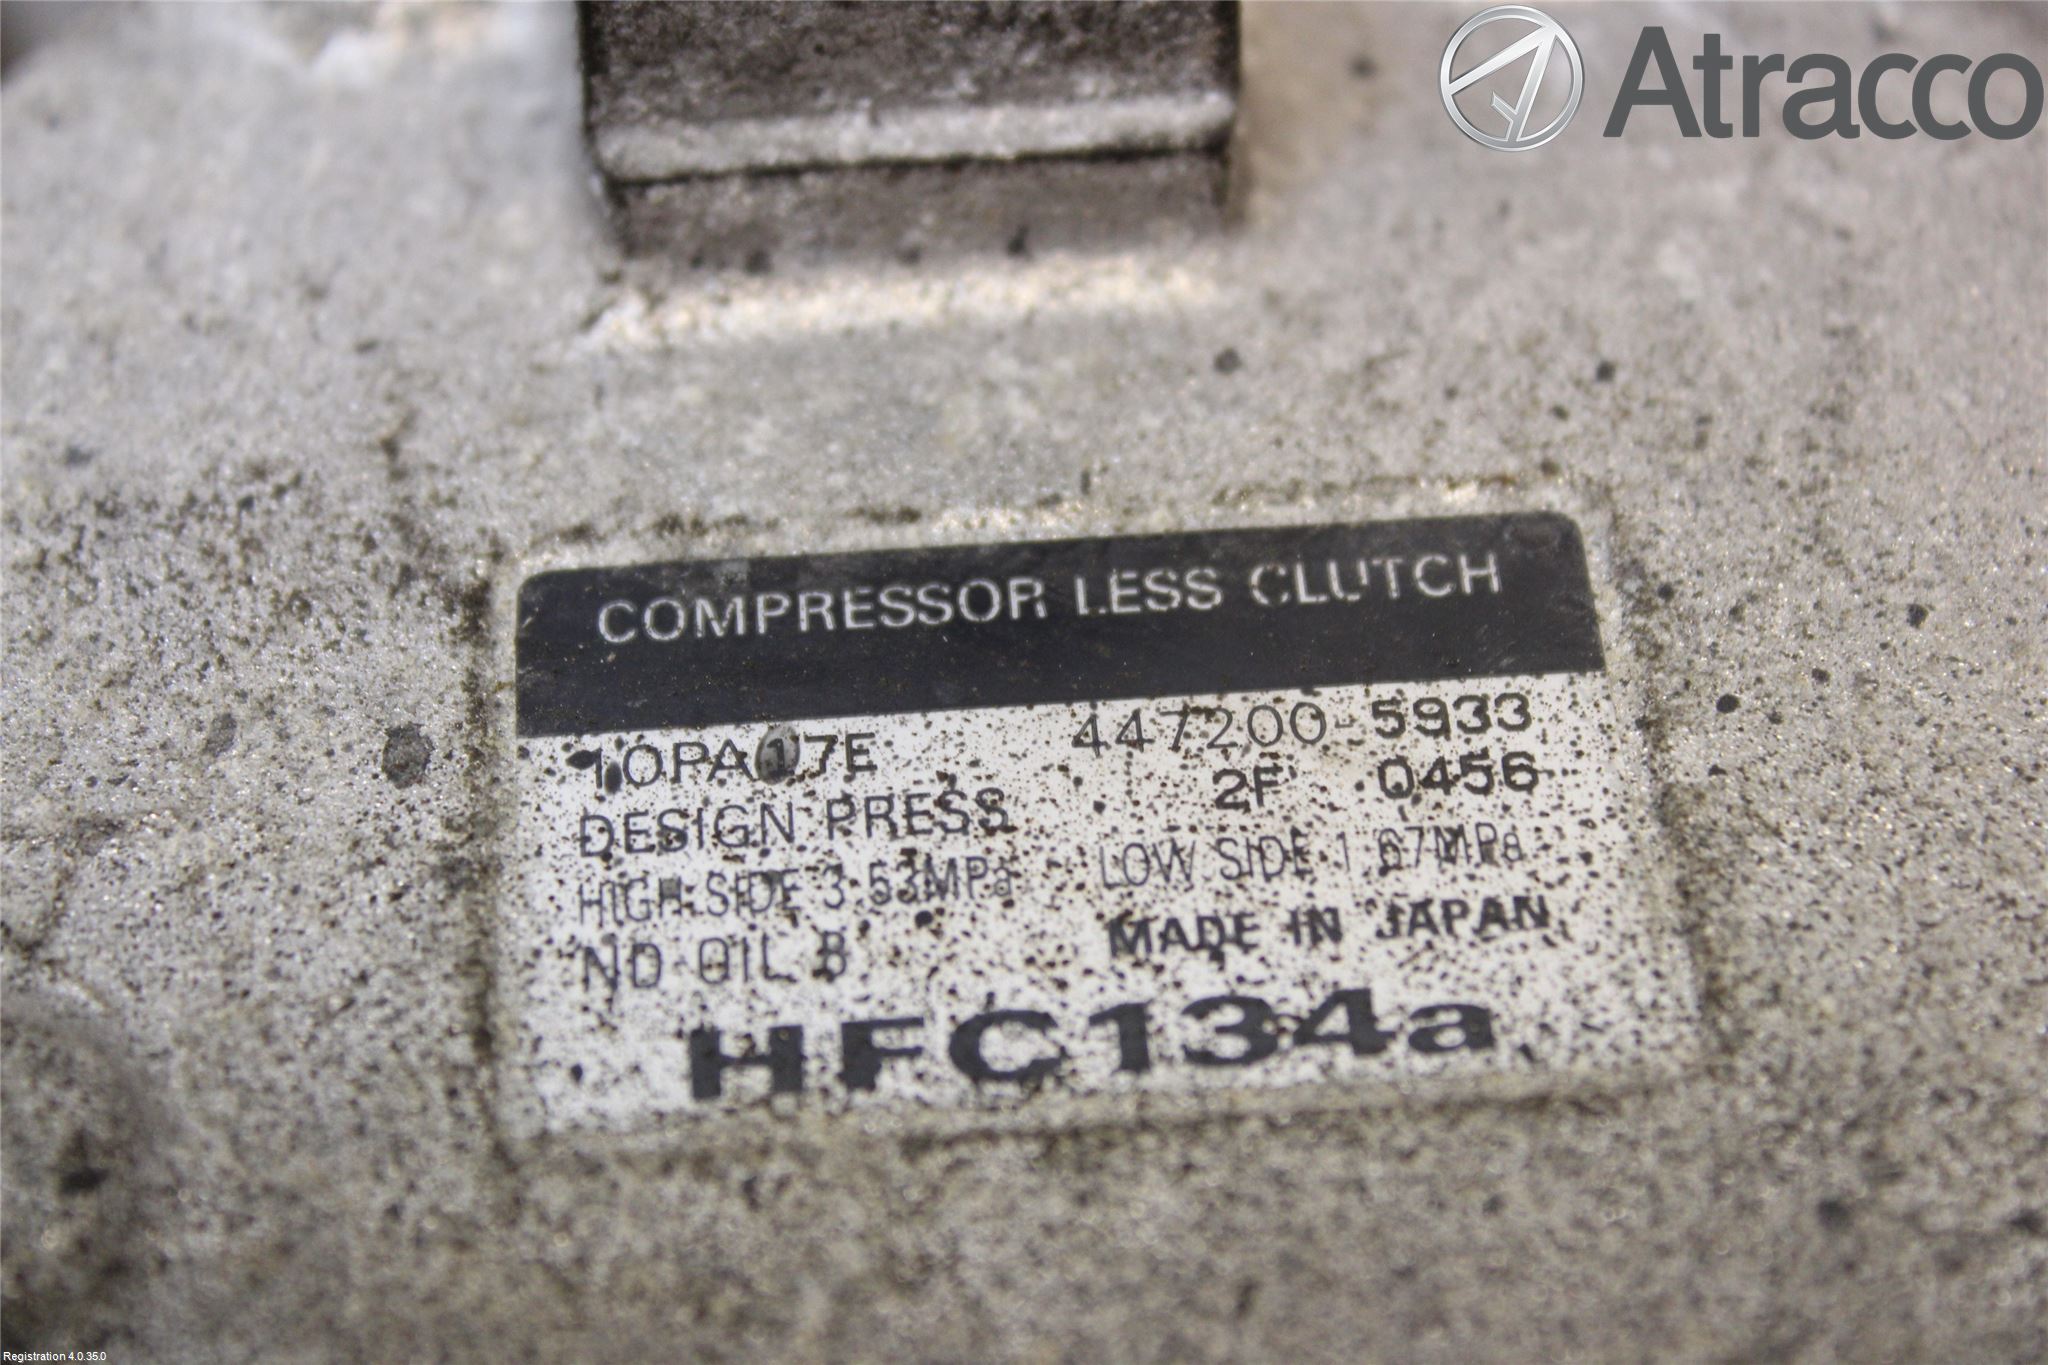 Atracco
COMPRESSOR LESS CLUTCH
10PA17E 447200-5933
2F 0456
DESIGN PRESS
HIGH SIDE 3.53MPa LOW SIDE 1.67MPa
ND-OIL 8 MADE IN JAPAN
HFC134a
Registration 4.0.35.0